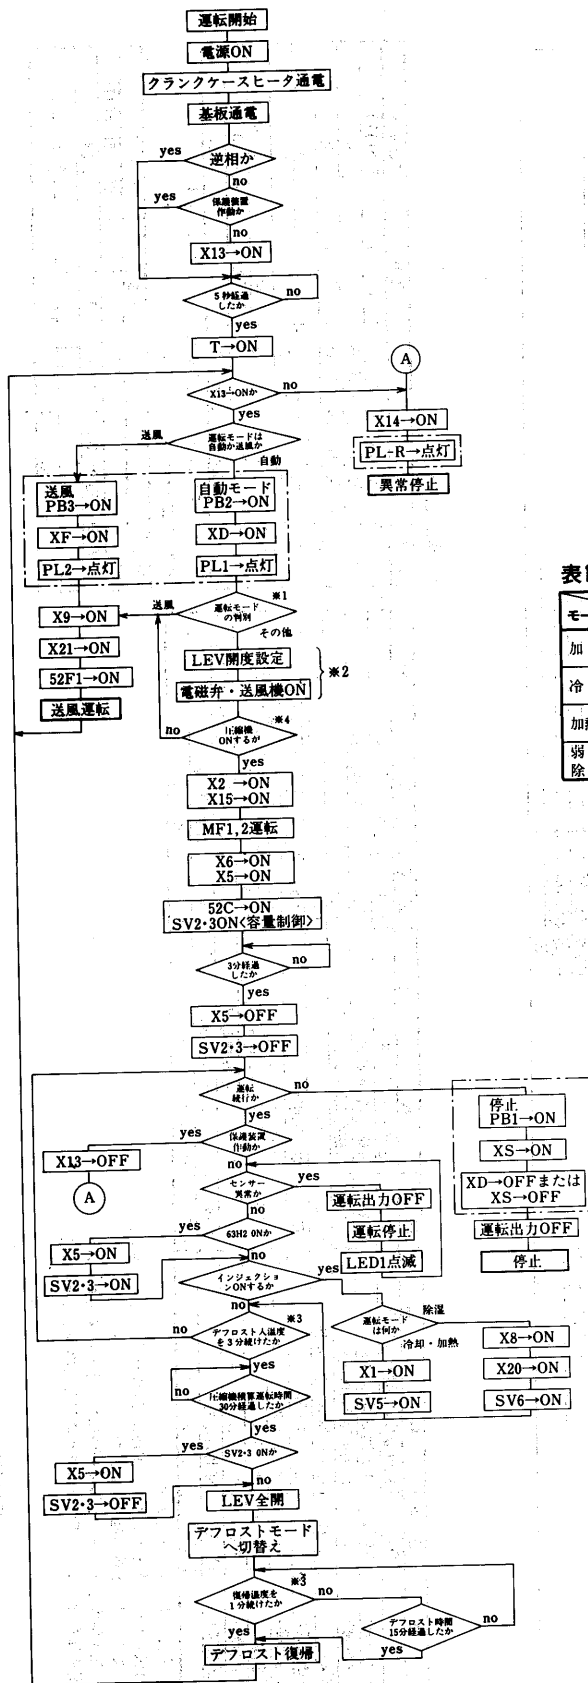 運転開始
電源ON
クランクケースヒータ通電
基板通電
yes
逆相か
no
yes
保護装置
作動か
no
X13→ON
5秒経過
したか
no
yes
T→ON
X13→ONか
no
yes
A
X14→ON
PL-R→点灯
異常停止
送風
運転モードは
自動か送風か
自動
送風
PB3→ON
XF→ON
PL2→点灯
自動モード
PB2→ON
XD→ON
PL1→点灯
※1
送風
運転モード
の判別
その他
X9→ON
X21→ON
52F1→ON
送風運転
LEV開度設定
電磁弁・送風機ON
※2
※4
no
圧縮機
ONするか
yes
X2→ON
X15→ON
MF1,2運転
X6→ON
X5→ON
52C→ON
SV2・3ON<容量制御>
3分経過
したか
no
yes
X5→OFF
SV2・3→OFF
運転
続行か
no
yes
停止
PB1→ON
XS→ON
XD→OFFまたは
XS→OFF
運転出力OFF
停止
yes
保護装置
作動か
no
X13→OFF
A
センサー
異常か
yes
no
運転出力OFF
運転停止
LED1点滅
yes
63H2 ONか
no
X5→ON
SV2・3→ON
インジェクショ
ンONするか
yes
no
運転モード
は何か
除湿
冷却・加熱
X1→ON
SV5→ON
X8→ON
X20→ON
SV6→ON
※3
no
デフロスト入温度
を3分続けたか
yes
no
圧縮機積算運転時間
30分経過したか
yes
yes
SV2・3 ONか
no
X5→ON
SV2・3→OFF
LEV全開
デフロストモード
へ切替え
※3
復帰温度を
1分続けたか
no
yes
デフロスト時間
15分経過したか
no
yes
デフロスト復帰
表
モー
加
冷
加熱
弱
除